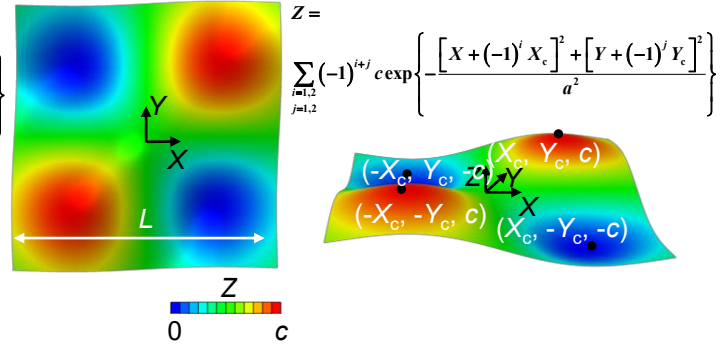 }
Y
X
L
Z
0 c
Z =
∑ i=1,2 j=1,2 (-1)^{i+j} c exp{-\frac{[X+(-1)^i X_c]^2+[Y+(-1)^j Y_c]^2}{a^2}}
(X_c, Y_c, c)
(-X_c, Y_c, -c)
Z
Y
X
(-X_c, -Y_c, c)
(X_c, -Y_c, -c)